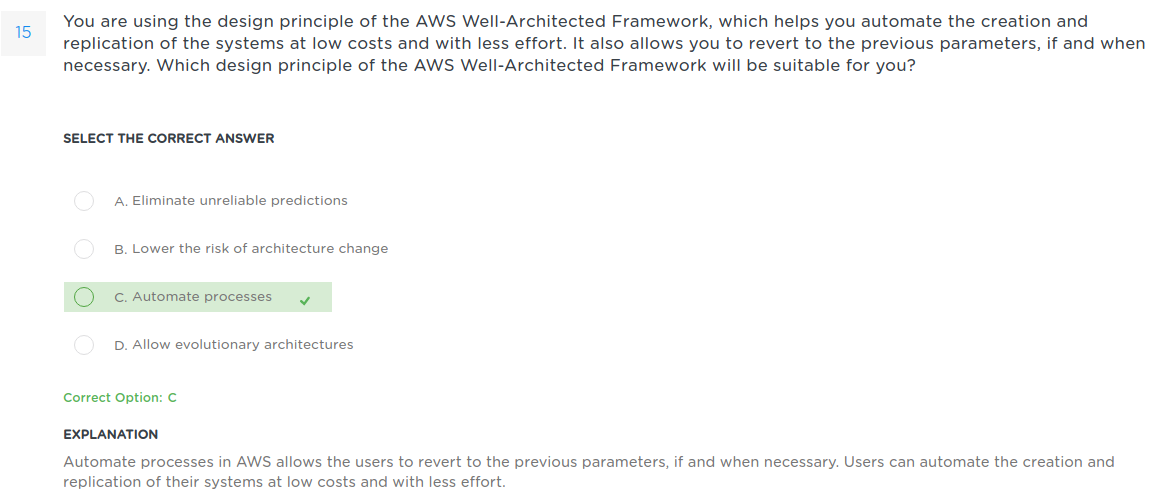 15
You are using the design principle of the AWS Well-Architected Framework, which helps you automate the creation and
replication of the systems at low costs and with less effort. It also allows you to revert to the previous parameters, if and when
necessary. Which design principle of the AWS Well-Architected Framework will be suitable for you?
SELECT THE CORRECT ANSWER
A. Eliminate unreliable predictions
B. Lower the risk of architecture change
C. Automate processes
D. Allow evolutionary architectures
Correct Option: C
EXPLANATION
Automate processes in AWS allows the users to revert to the previous parameters, if and when necessary. Users can automate the creation and
replication of their systems at low costs and with less effort.